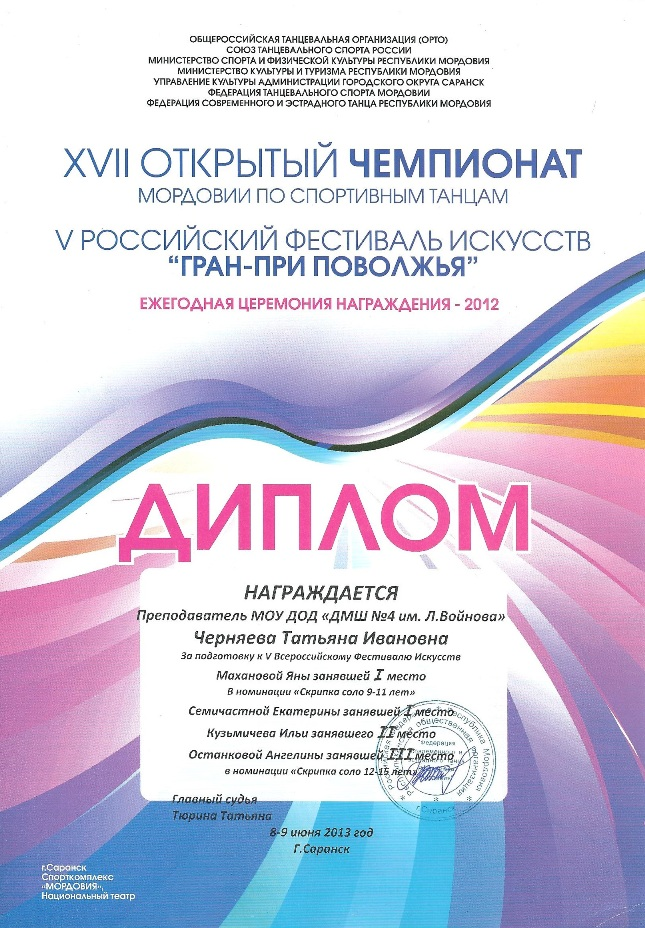 ОБЩЕРОССИЙСКАЯ ТАНЦЕВАЛЬНАЯ ОРГАНИЗАЦИЯ (ОРТО)
СОЮЗ ТАНЦЕВАЛЬНОГО СПОРТА РОССИИ
МИНИСТЕРСТВО СПОРТА И ФИЗИЧЕСКОЙ КУЛЬТУРЫ РЕСПУБЛИКИ МОРДОВИЯ
МИНИСТЕРСТВО КУЛЬТУРЫ И ТУРИЗМА РЕСПУБЛИКИ МОРДОВИЯ
УПРАВЛЕНИЕ КУЛЬТУРЫ АДМИНИСТРАЦИИ ГОРОДСКОГО ОКРУГА САРАНСК
ФЕДЕРАЦИЯ ТАНЦЕВАЛЬНОГО СПОРТА МОРДОВИИ
ФЕДЕРАЦИЯ СОВРЕМЕННОГО И ЭСТРАДНОГО ТАНЦА РЕСПУБЛИКИ МОРДОВИЯ
XVII ОТКРЫТЫЙ ЧЕМПИОНАТ
МОРДОВИИ ПО СПОРТИВНЫМ ТАНЦАМ
V РОССИЙСКИЙ ФЕСТИВАЛЬ ИСКУССТВ
"ГРАН-ПРИ ПОВОЛЖЬЯ"
ЕЖЕГОДНАЯ ЦЕРЕМОНИЯ НАГРАЖДЕНИЯ - 2012
ДИПЛОМ
НАГРАЖДАЕТСЯ
Преподаватель МОУ ДОД «ДМШ №4 им. Л.Войнова»
Черняева Татьяна Ивановна
За подготовку к V Всероссийскому Фестивалю Искусств
Махановой Яны занявшей I место
В номинации «Скрипка соло 9-11 лет»
Семичастной Екатерины занявшей I место
Кузьмичева Ильи занявшего II место
Останковой Ангелины занявшей III место
в номинации «Скрипка соло 12-15 лет»
Главный судья
Тюрина Татьяна
8-9 июня 2013 год
Г.Саранск
г.Саранск
Спорткомплекс
«МОРДОВИЯ»,
Национальный театр